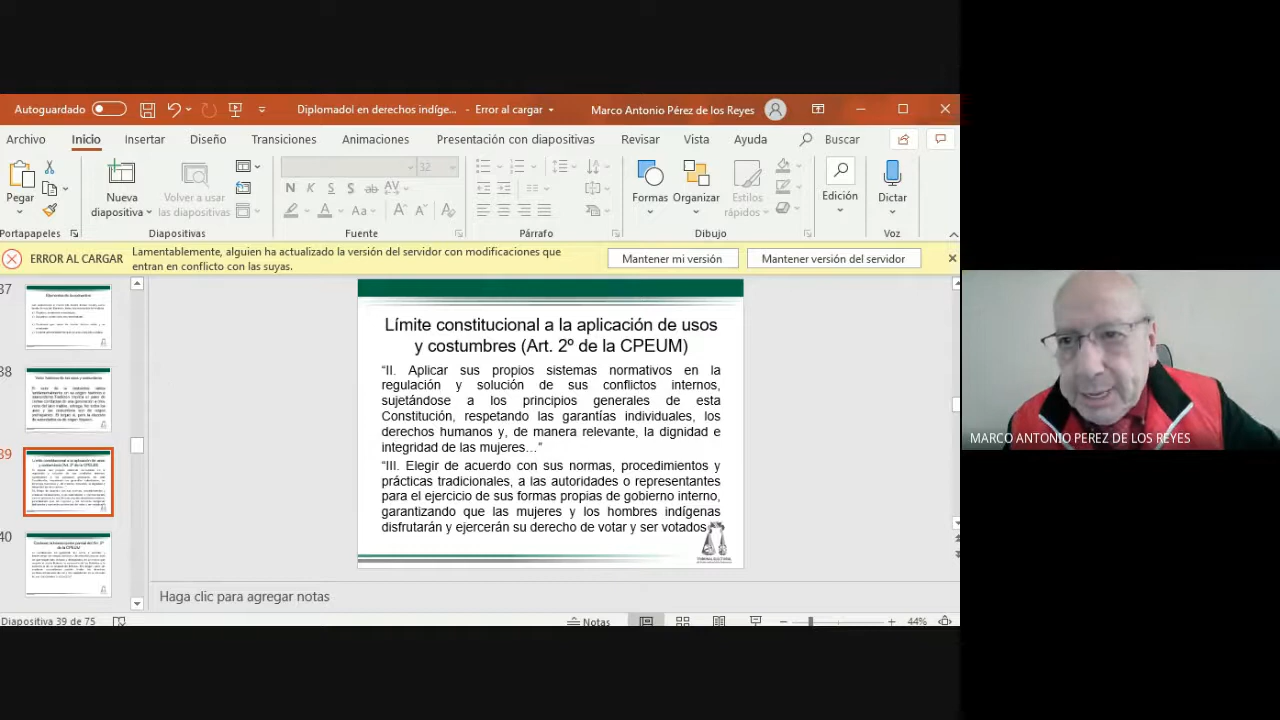 Autoguardado
Diplomadol en derechos indíge... - Error al cargar
Marco Antonio Pérez de los Reyes
Archivo Inicio Insertar Diseño Transiciones Animaciones Presentación con diapositivas Revisar Vista Ayuda Buscar
32
N K S S ab AV
Aa A A A
Pegar
Nueva diapositiva
Volver a usar las diapositivas
Formas
Organizar
Estilos rápidos
Edición
Dictar
Portapapeles Diapositivas Fuente Párrafo Dibujo Voz
ERROR AL CARGAR
Lamentablemente, alguien ha actualizado la versión del servidor con modificaciones que
entran en conflicto con las suyas.
Mantener mi versión
Mantener versión del servidor
37
38
39
40
Límite constitucional a la aplicación de usos
y costumbres (Art. 2º de la CPEUM)
“II. Aplicar sus propios sistemas normativos en la
regulación y solución de sus conflictos internos,
sujetándose a los principios generales de esta
Constitución, respetando las garantías individuales, los
derechos humanos y, de manera relevante, la dignidad e
integridad de las mujeres…”
“III. Elegir de acuerdo con sus normas, procedimientos y
prácticas tradicionales, a las autoridades o representantes
para el ejercicio de sus formas propias de gobierno interno,
garantizando que las mujeres y los hombres indígenas
disfrutarán y ejercerán su derecho de votar y ser votados
MARCO ANTONIO PEREZ DE LOS REYES
Haga clic para agregar notas
Diapositiva 39 de 75
Notas
44%